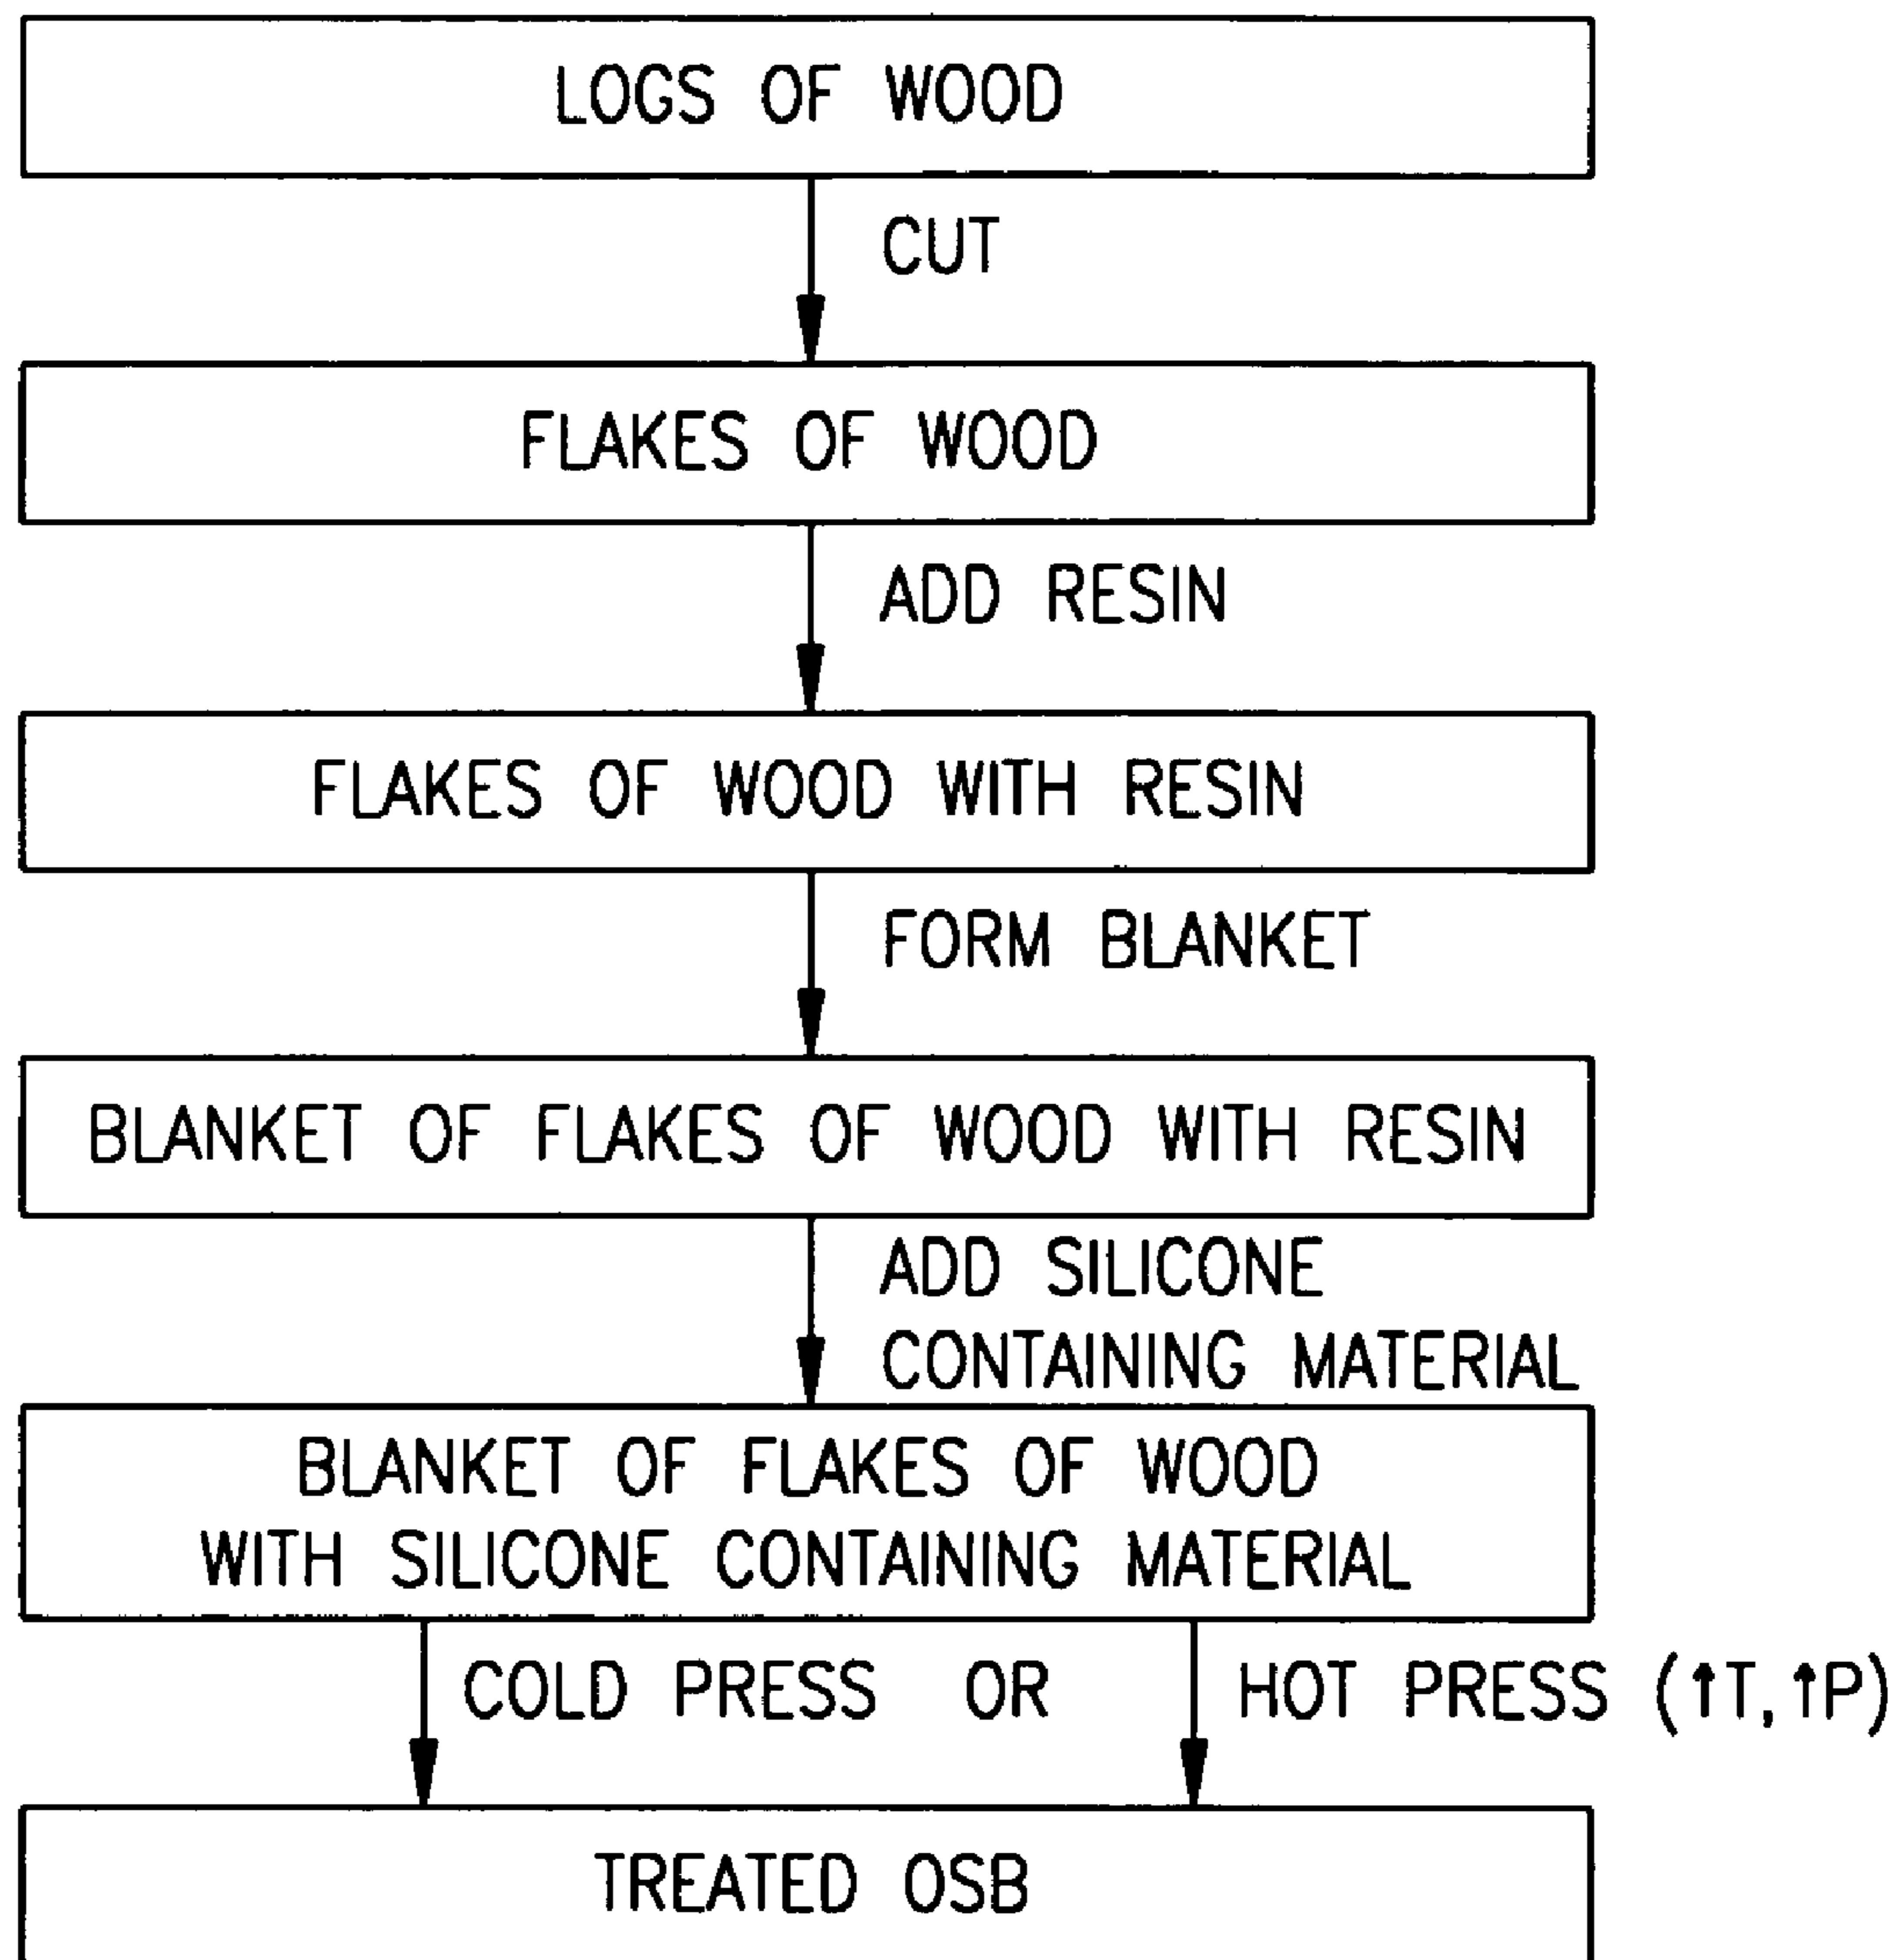 LOGS OF WOOD
CUT
FLAKES OF WOOD
ADD RESIN
FLAKES OF WOOD WITH RESIN
FORM BLANKET
BLANKET OF FLAKES OF WOOD WITH RESIN
ADD SILICONE
CONTAINING MATERIAL
BLANKET OF FLAKES OF WOOD
WITH SILICONE CONTAINING MATERIAL
COLD PRESS OR HOT PRESS (↑T, ↑P)
TREATED OSB